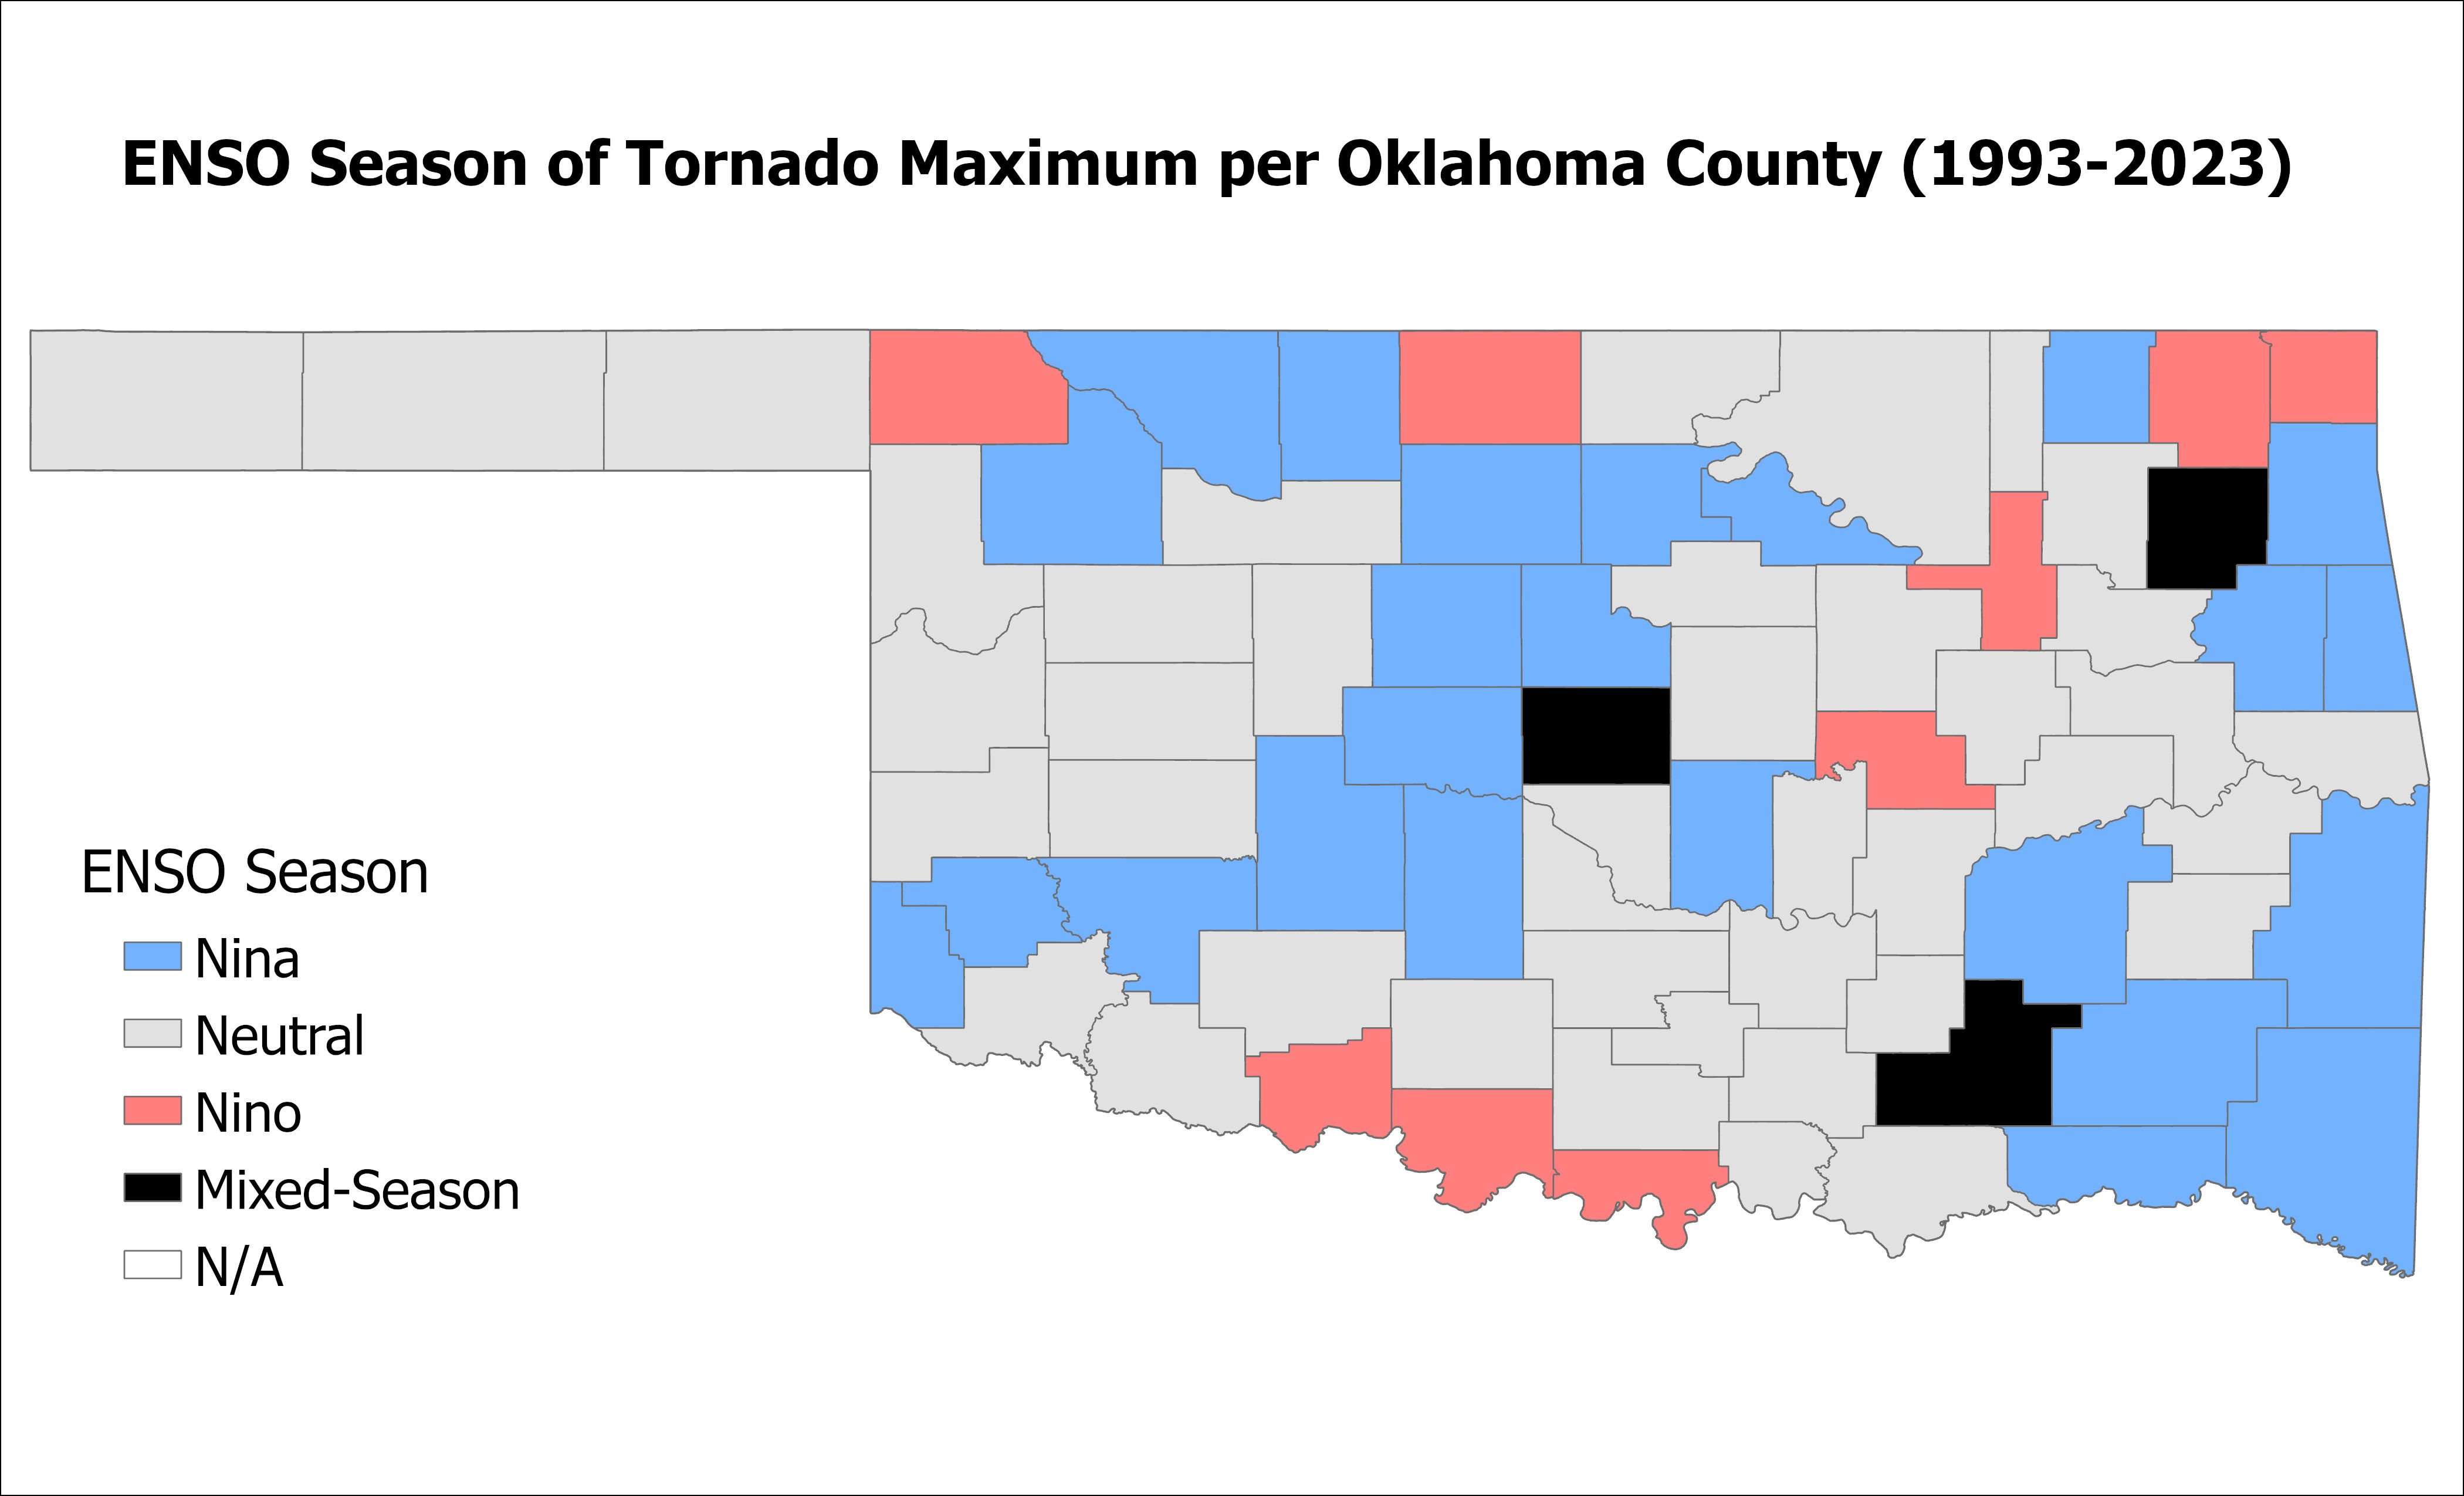 ENSO Season of Tornado Maximum per Oklahoma County (1993-2023)
ENSO Season
Nina
Neutral
Nino
Mixed-Season
N/A